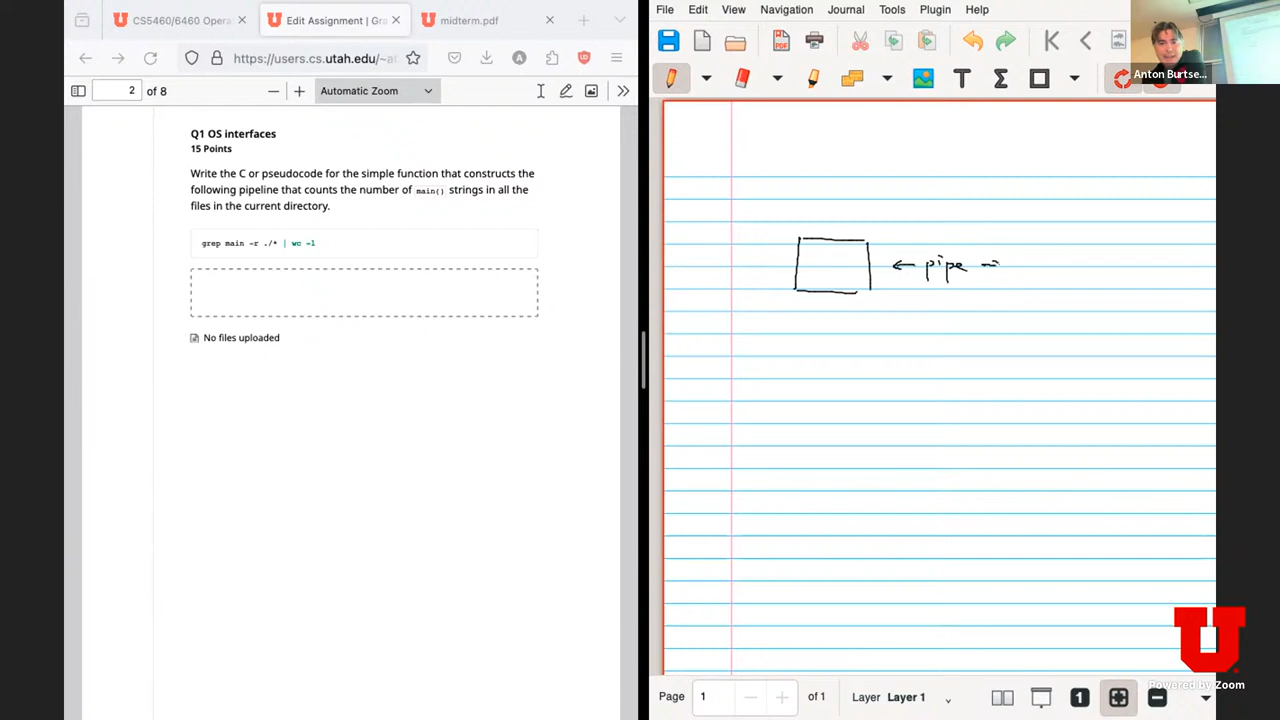 CS5460/6460 Opera
Edit Assignment | Gra
midterm.pdf
https://users.cs.utah.edu/~a
2 of 8
Automatic Zoom
Q1 OS interfaces
15 Points
Write the C or pseudocode for the simple function that constructs the
following pipeline that counts the number of main() strings in all the
files in the current directory.
grep main -r ./* | wc -l
No files uploaded
File Edit View Navigation Journal Tools Plugin Help
Anton Burtse...
← pipe
Page 1 of 1 Layer Layer 1 1
U
Powered by Zoom